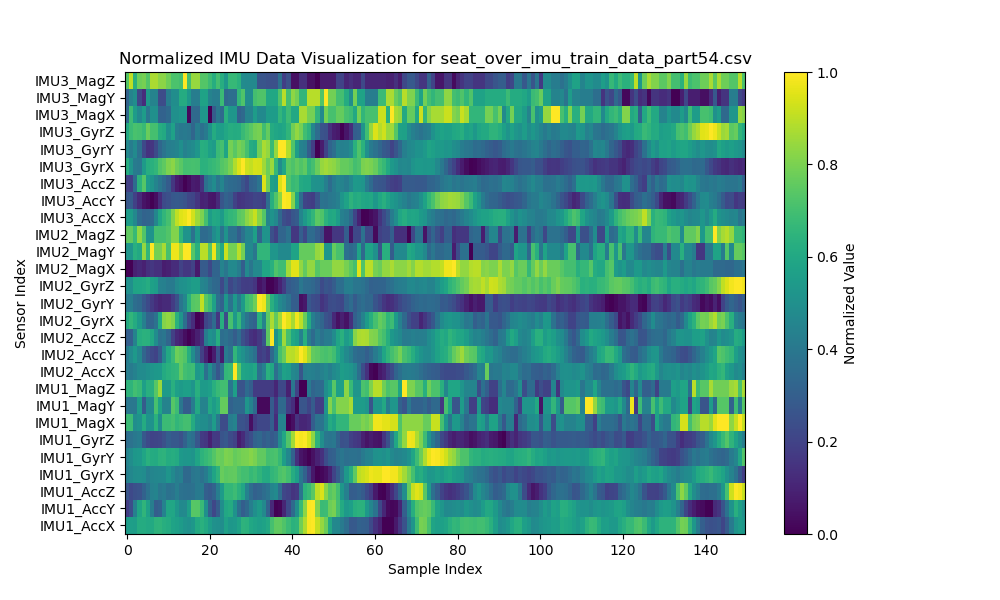 Normalized IMU Data Visualization for seat_over_imu_train_data_part54.csv
IMU3_MagZ
IMU3_MagY
IMU3_MagX
IMU3_GyrZ
IMU3_GyrY
IMU3_GyrX
IMU3_AccZ
IMU3_AccY
IMU3_AccX
IMU2_MagZ
IMU2_MagY
IMU2_MagX
IMU2_GyrZ
IMU2_GyrY
IMU2_GyrX
IMU2_AccZ
IMU2_AccY
IMU2_AccX
IMU1_MagZ
IMU1_MagY
IMU1_MagX
IMU1_GyrZ
IMU1_GyrY
IMU1_GyrX
IMU1_AccZ
IMU1_AccY
IMU1_AccX
Sensor Index
0 20 40 60 80 100 120 140
Sample Index
1.0
0.8
0.6
0.4
0.2
0.0
Normalized Value